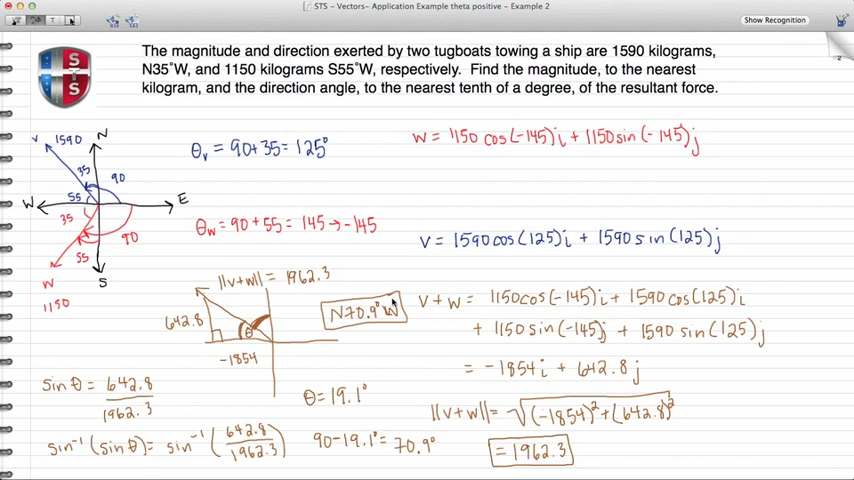 STS - Vectors- Application Example theta positive - Example 2
T
Show Recognition
2
The magnitude and direction exerted by two tugboats towing a ship are 1590 kilograms,
N35˚W, and 1150 kilograms S55˚W, respectively. Find the magnitude, to the nearest
kilogram, and the direction angle, to the nearest tenth of a degree, of the resultant force.
S
T S
S
v 1590 N
35 90
55
W E
35
90
55
w S
1150
θv = 90+35 = 125°
θw = 90+55 = 145 → -145
w = 1150 cos(-145)i + 1150 sin(-145)j
v = 1590 cos(125)i + 1590 sin(125)j
||v+w|| = 1962.3
642.8
θ
-1854
N70.9°W
v + w = 1150cos(-145)i + 1590 cos(125)i
+ 1150 sin(-145)j + 1590 sin(125)j
= -1854i + 642.8j
sin θ = 642.8
1962.3
θ = 19.1°
||v+w|| = √(-1854)² + (642.8)²
sin⁻¹(sin θ) = sin⁻¹(642.8
1962.3)
90-19.1° = 70.9°
= 1962.3